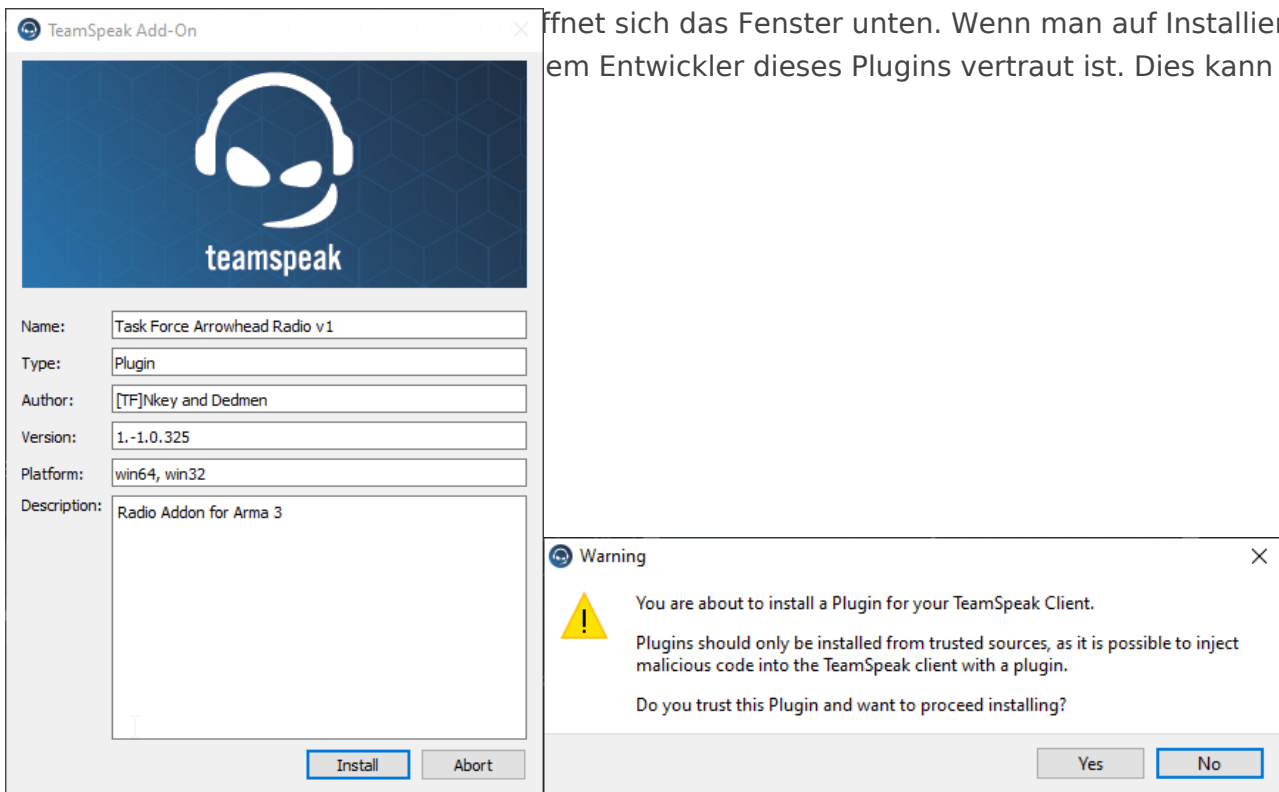 TeamSpeak Add-On
ffnet sich das Fenster unten. Wenn man auf Installier
em Entwickler dieses Plugins vertraut ist. Dies kann
teamspeak
Name: Task Force Arrowhead Radio v1
Type: Plugin
Author: [TF]Nkey and Dedmen
Version: 1.-1.0.325
Platform: win64, win32
Description: Radio Addon for Arma 3
Install Abort
Warning
You are about to install a Plugin for your TeamSpeak Client.
Plugins should only be installed from trusted sources, as it is possible to inject
malicious code into the TeamSpeak client with a plugin.
Do you trust this Plugin and want to proceed installing?
Yes No